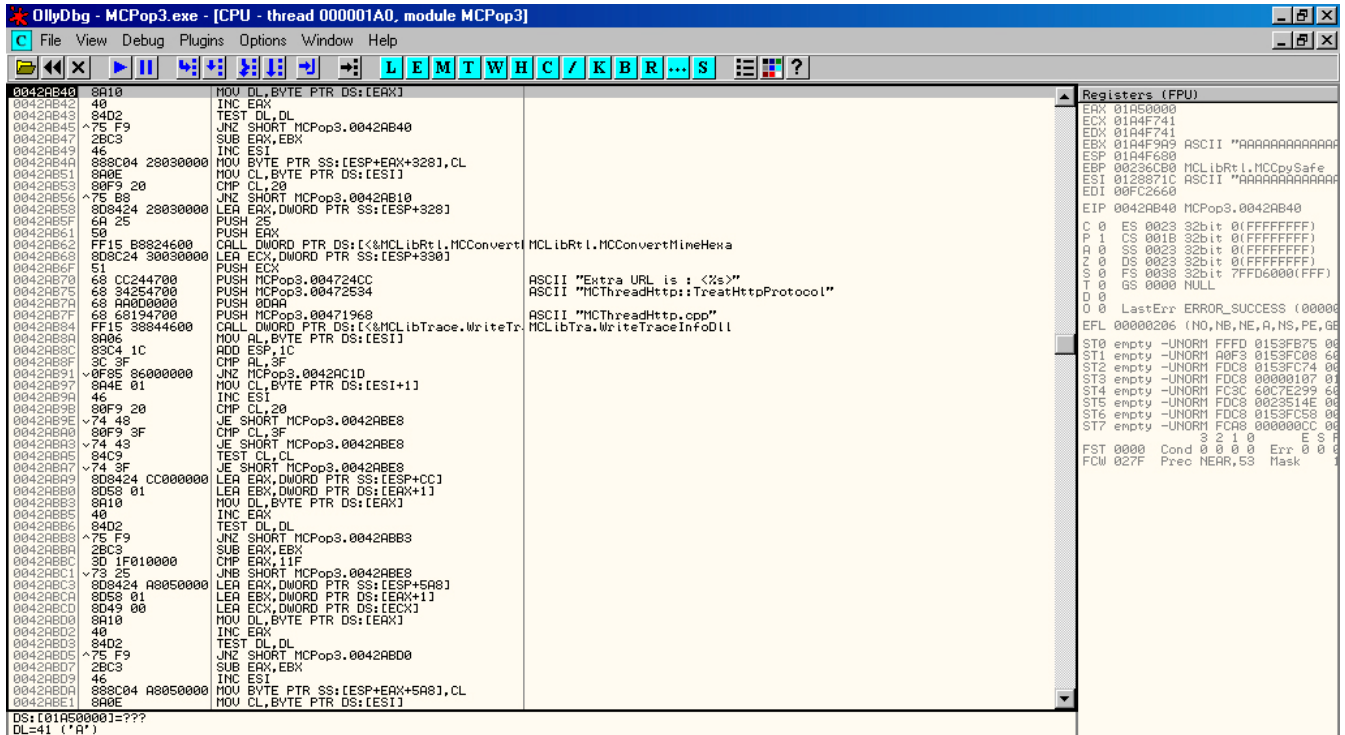 OllyDbg - MCPop3.exe - [CPU - thread 000001A0, module MCPop3]
C File View Debug Plugins Options Window Help
L E M T W H C / K B R ... S ?
0042AB40 8A10 MOV DL,BYTE PTR DS:[EAX]
0042AB42 40 INC EAX
0042AB43 84D2 TEST DL,DL
0042AB45 ^75 F9 JNZ SHORT MCPop3.0042AB40
0042AB47 2BC3 SUB EAX,EBX
0042AB49 46 INC ESI
0042AB4A 888C04 28030000 MOV BYTE PTR SS:[ESP+EAX+328],CL
0042AB51 8A0E MOV CL,BYTE PTR DS:[ESI]
0042AB53 80F9 20 CMP CL,20
0042AB56 ^75 B8 JNZ SHORT MCPop3.0042AB10
0042AB58 8D8424 28030000 LEA EAX,DWORD PTR SS:[ESP+328]
0042AB5F 6A 25 PUSH 25
0042AB61 50 PUSH EAX
0042AB62 FF15 B8824600 CALL DWORD PTR DS:[<&MCLibRtl.MCConvertM MCLibRtl.MCConvertMimeHexa
0042AB68 8D8C24 30030000 LEA ECX,DWORD PTR SS:[ESP+330]
0042AB6F 51 PUSH ECX
0042AB70 68 CC244700 PUSH MCPop3.004724CC ASCII "Extra URL is : <%s>"
0042AB75 68 34254700 PUSH MCPop3.00472534 ASCII "MCThreadHttp::TreatHttpProtocol"
0042AB7A 68 AA0D0000 PUSH 0DAA
0042AB7F 68 68194700 PUSH MCPop3.00471968 ASCII "MCThreadHttp.cpp"
0042AB84 FF15 38844600 CALL DWORD PTR DS:[<&MCLibTrace.WriteTr MCLibTra.WriteTraceInfoDll
0042AB8A 8A06 MOV AL,BYTE PTR DS:[ESI]
0042AB8C 83C4 1C ADD ESP,1C
0042AB8F 3C 3F CMP AL,3F
0042AB91 ˅0F85 86000000 JNZ MCPop3.0042AC1D
0042AB97 8A4E 01 MOV CL,BYTE PTR DS:[ESI+1]
0042AB9A 46 INC ESI
0042AB9B 80F9 20 CMP CL,20
0042AB9E ˅74 48 JE SHORT MCPop3.0042ABE8
0042ABA0 80F9 3F CMP CL,3F
0042ABA3 ˅74 43 JE SHORT MCPop3.0042ABE8
0042ABA5 84C9 TEST CL,CL
0042ABA7 ˅74 3F JE SHORT MCPop3.0042ABE8
0042ABA9 8D8424 CC000000 LEA EAX,DWORD PTR SS:[ESP+CC]
0042ABB0 8D58 01 LEA EBX,DWORD PTR DS:[EAX+1]
0042ABB3 8A10 MOV DL,BYTE PTR DS:[EAX]
0042ABB5 40 INC EAX
0042ABB6 84D2 TEST DL,DL
0042ABB8 ^75 F9 JNZ SHORT MCPop3.0042ABB3
0042ABBA 2BC3 SUB EAX,EBX
0042ABBC 3D 1F010000 CMP EAX,11F
0042ABC1 ˅73 25 JNB SHORT MCPop3.0042ABE8
0042ABC3 8D8424 A8050000 LEA EAX,DWORD PTR SS:[ESP+5A8]
0042ABCA 8D58 01 LEA EBX,DWORD PTR DS:[EAX+1]
0042ABCD 8D49 00 LEA ECX,DWORD PTR DS:[ECX]
0042ABD0 8A10 MOV DL,BYTE PTR DS:[EAX]
0042ABD2 40 INC EAX
0042ABD3 84D2 TEST DL,DL
0042ABD5 ^75 F9 JNZ SHORT MCPop3.0042ABD0
0042ABD7 2BC3 SUB EAX,EBX
0042ABD9 46 INC ESI
0042ABDA 888C04 A8050000 MOV BYTE PTR SS:[ESP+EAX+5A8],CL
0042ABE1 8A0E MOV CL,BYTE PTR DS:[ESI]
DS:[01A50000]=???
DL=41 ('A')
Registers (FPU)
EAX 01A50000
ECX 01A4F741
EDX 01A4F741
EBX 01A4F9A9 ASCII "AAAAAAAAAAAAA
ESP 01A4F680
EBP 00236CB0 MCLibRtl.MCCpySafe
ESI 0128871C ASCII "AAAAAAAAAAAAA
EDI 00FC2660
EIP 0042AB40 MCPop3.0042AB40
C 0 ES 0023 32bit 0(FFFFFFFF)
P 1 CS 001B 32bit 0(FFFFFFFF)
A 0 SS 0023 32bit 0(FFFFFFFF)
Z 0 DS 0023 32bit 0(FFFFFFFF)
S 0 FS 0038 32bit 7FFD6000(FFF)
T 0 GS 0000 NULL
D 0
O 0 LastErr ERROR_SUCCESS (00000
EFL 00000206 (NO,NB,NE,A,NS,PE,GE
ST0 empty -UNORM FFFD 0153FB75 00
ST1 empty -UNORM A0F3 0153FC08 60
ST2 empty -UNORM FDC8 0153FC74 00
ST3 empty -UNORM FDC8 00000107 01
ST4 empty -UNORM FC3C 60C7E299 60
ST5 empty -UNORM FDC8 0023514E 00
ST6 empty -UNORM FDC8 0153FC58 00
ST7 empty -UNORM FCA8 000000CC 00
3 2 1 0 E S P
FST 0000 Cond 0 0 0 0 Err 0 0 0
FCW 027F Prec NEAR,53 Mask 1